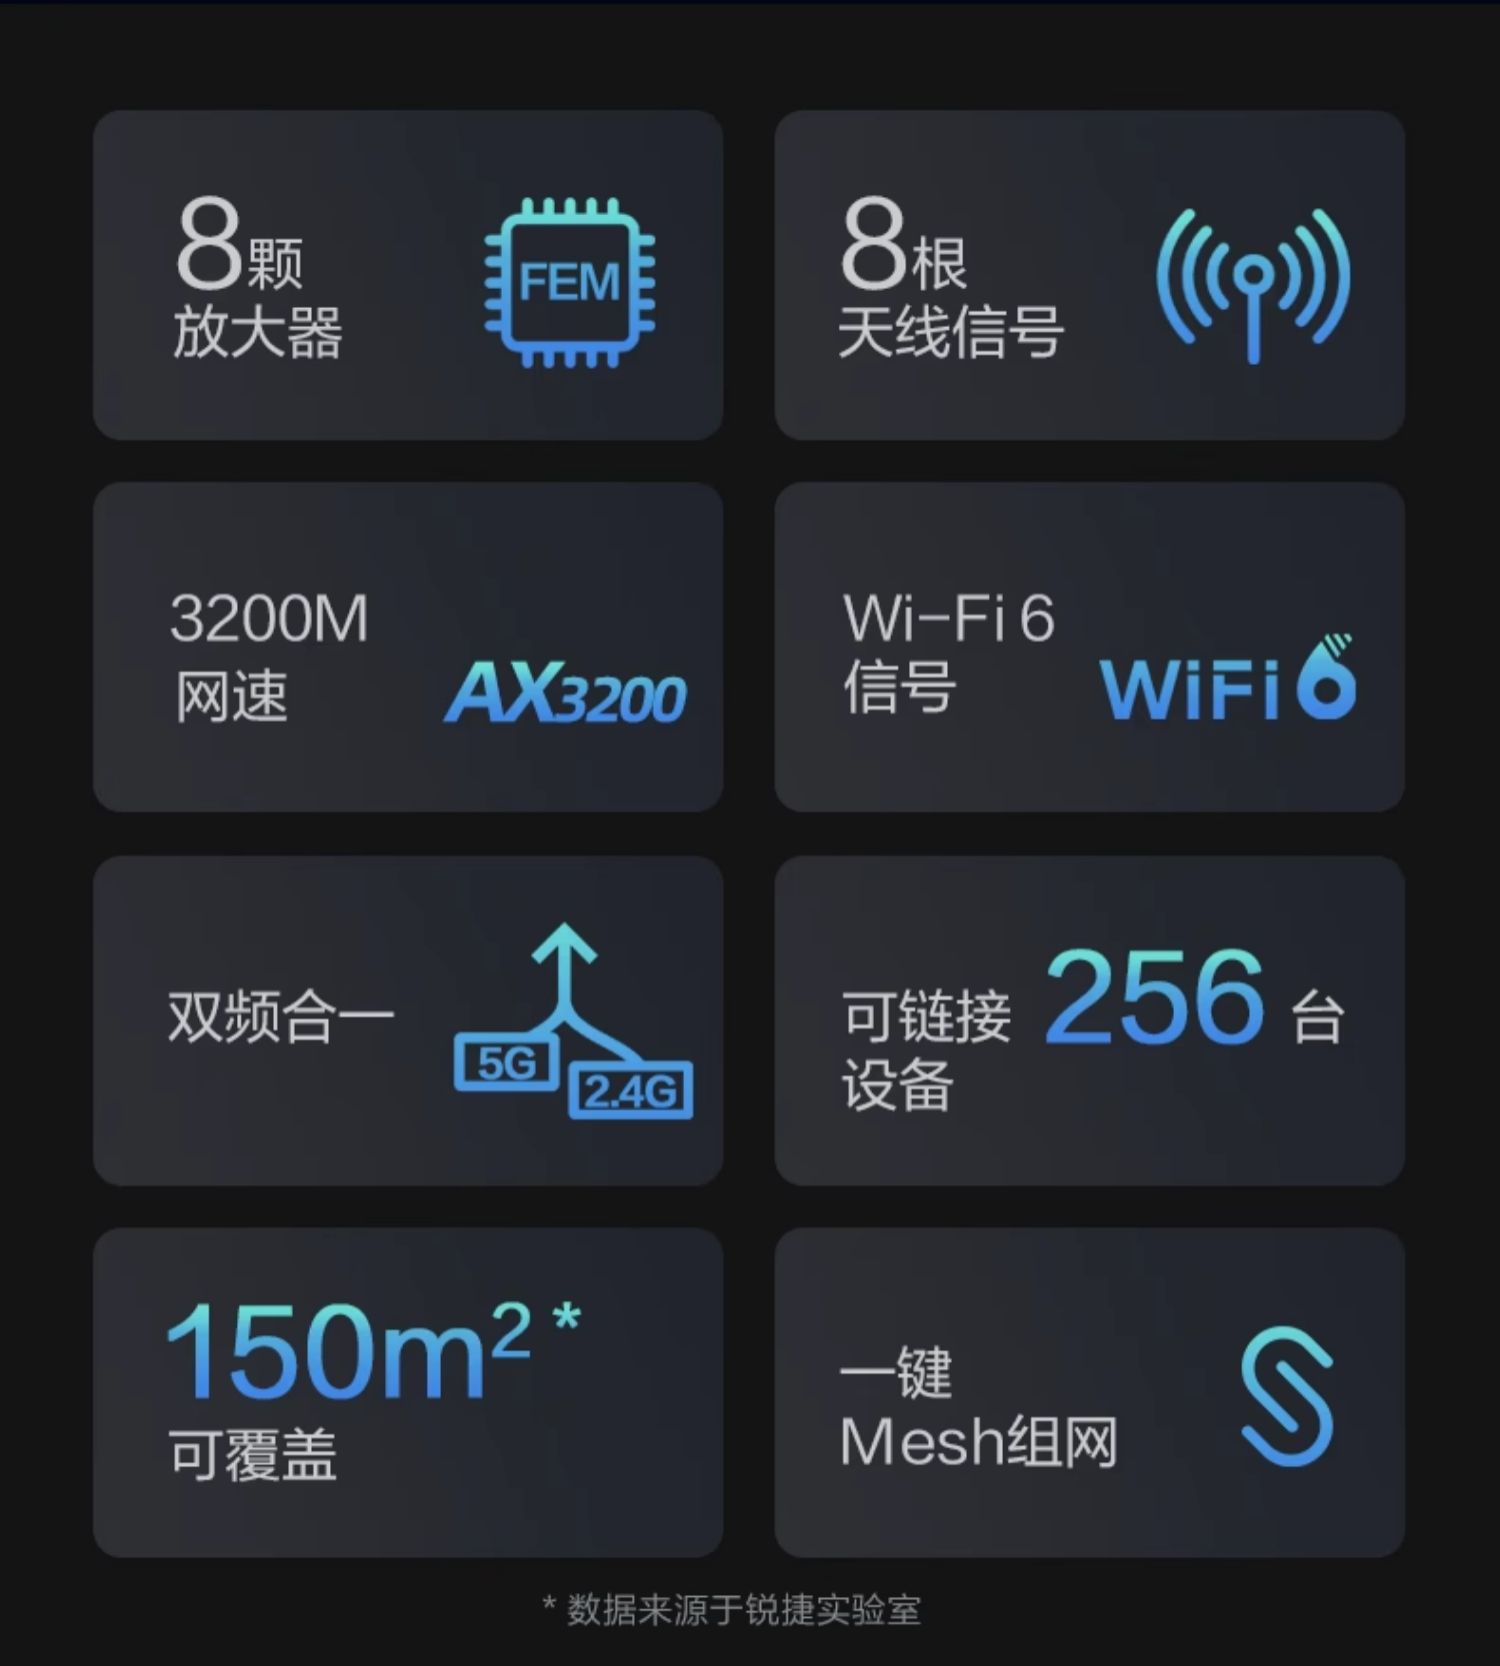 8颗
放大器
FEM
8根
天线信号
3200M
网速
AX3200
Wi-Fi 6
信号
WiFi 6
双频合一
5G
2.4G
可链接 256 台
设备
150m² *
可覆盖
一键
Mesh组网
* 数据来源于锐捷实验室